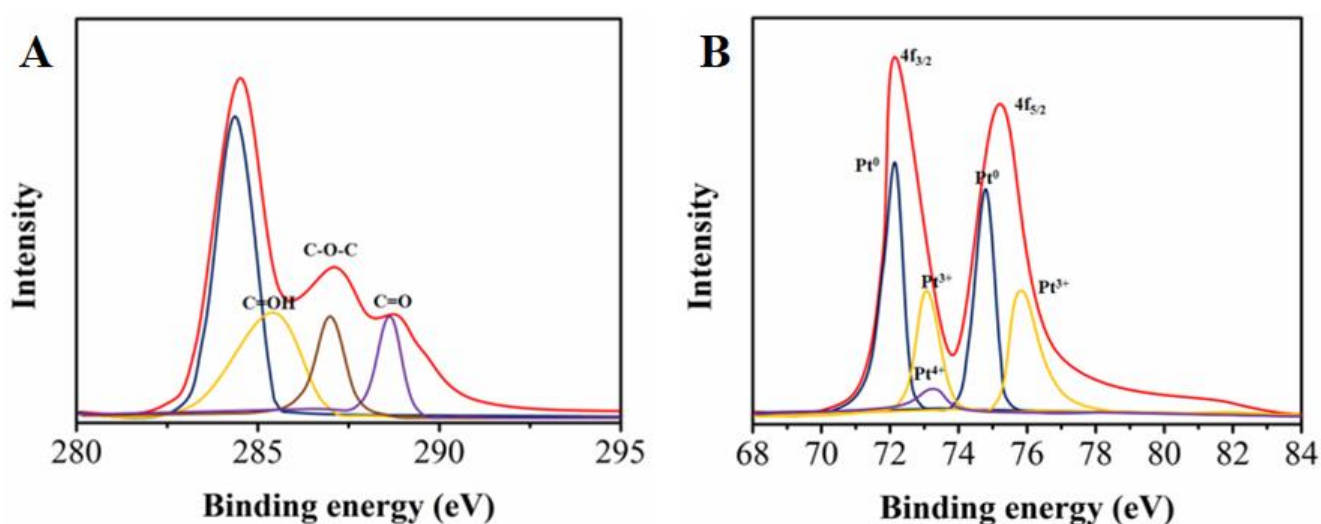 A
Intensity
C-O-C
C=OH
C=O
280
285
290
295
Binding energy (eV)
B
Intensity
4f3/2
4f5/2
Pt0
Pt0
Pt3+
Pt3+
Pt4+
68
70
72
74
76
78
80
82
84
Binding energy (eV)